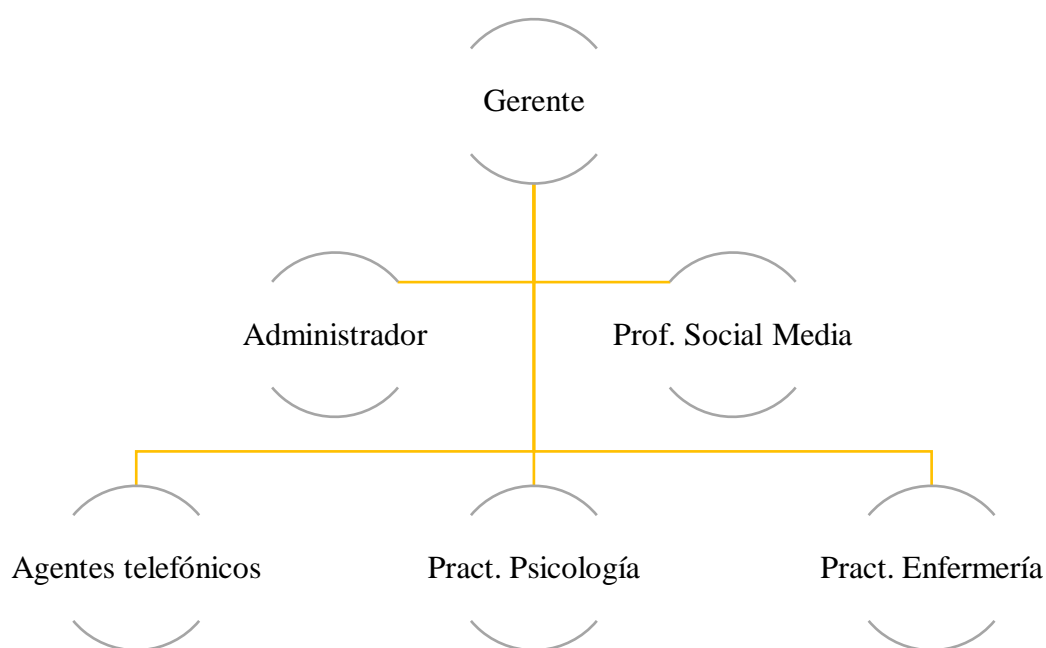 Gerente
Administrador
Prof. Social Media
Agentes telefónicos
Pract. Psicología
Pract. Enfermería